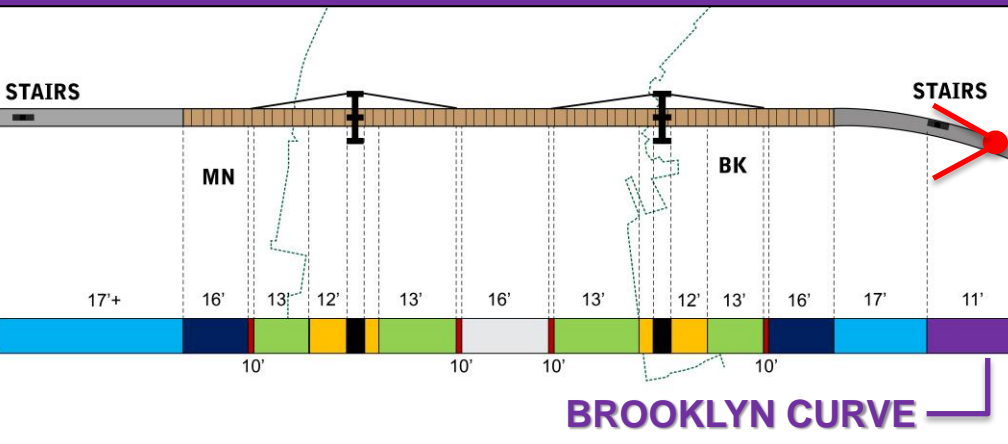 STAIRS
STAIRS
MN
BK
17'+ 16' 13' 12' 13' 16' 13' 12' 13' 16' 17' 11'
10' 10' 10' 10'
BROOKLYN CURVE